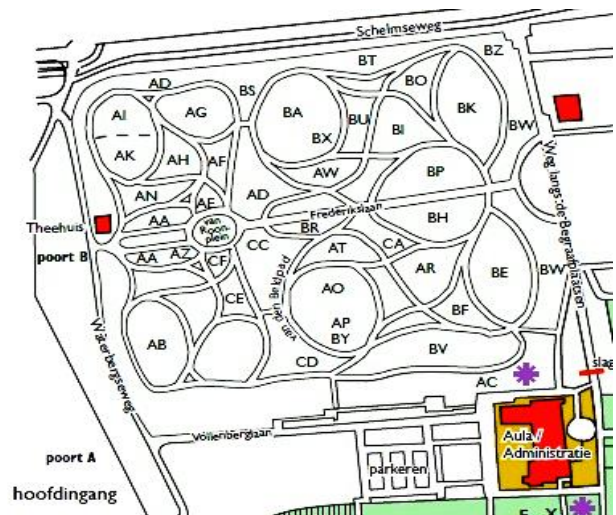 Schelmseweg
BZ
BT
BO
AD
BS
BK
AI
AG
BA
BU
BI
BW
BX
AK
AH
AF
AW
BP
AN
AE
AD
Weg langs de Begraafplaatsen
Theehuis
AA
van
Roon-
plein
Frederikslaan
BR
BH
poort B
AA
AZ
CF
CC
AT
CA
AR
BE
BW
CE
van den Beldpad
AO
AP
BY
BF
AB
BV
CD
AC
slag
Waterbergseweg
Vollenberglaan
Aula /
Administratie
poort A
parkeren
hoofdingang